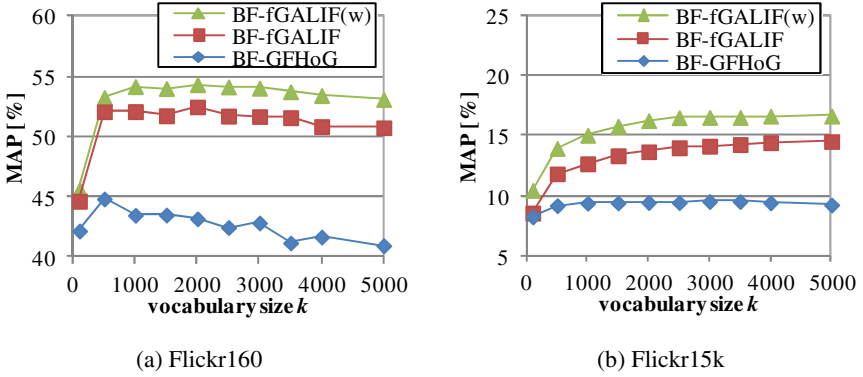 BF-fGALIF(w)
BF-fGALIF
BF-GFHoG
60
55
50
45
40
MAP [%]
0 1000 2000 3000 4000 5000
vocabulary size k
(a) Flickr160
BF-fGALIF(w)
BF-fGALIF
BF-GFHoG
25
20
15
10
5
MAP [%]
0 1000 2000 3000 4000 5000
vocabulary size k
(b) Flickr15k